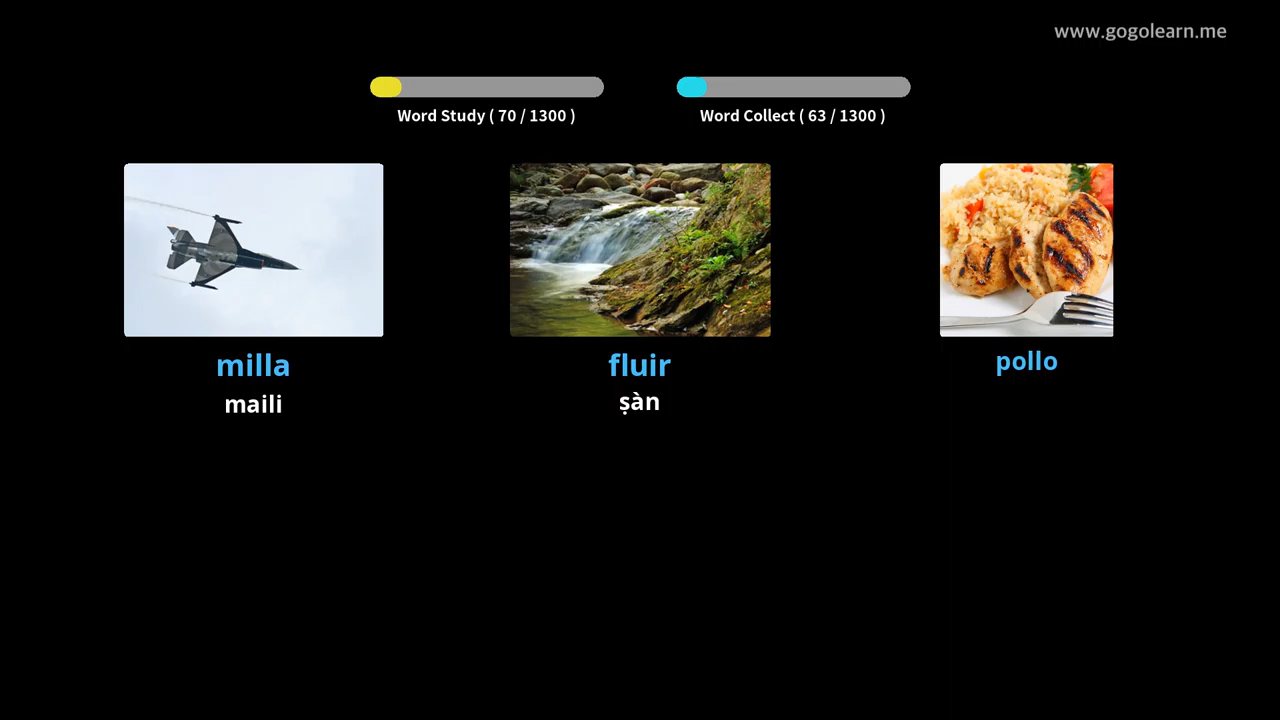 www.gogolearn.me
Word Study ( 70 / 1300 )
Word Collect ( 63 / 1300 )
milla
fluir
pollo
maili
ṣàn